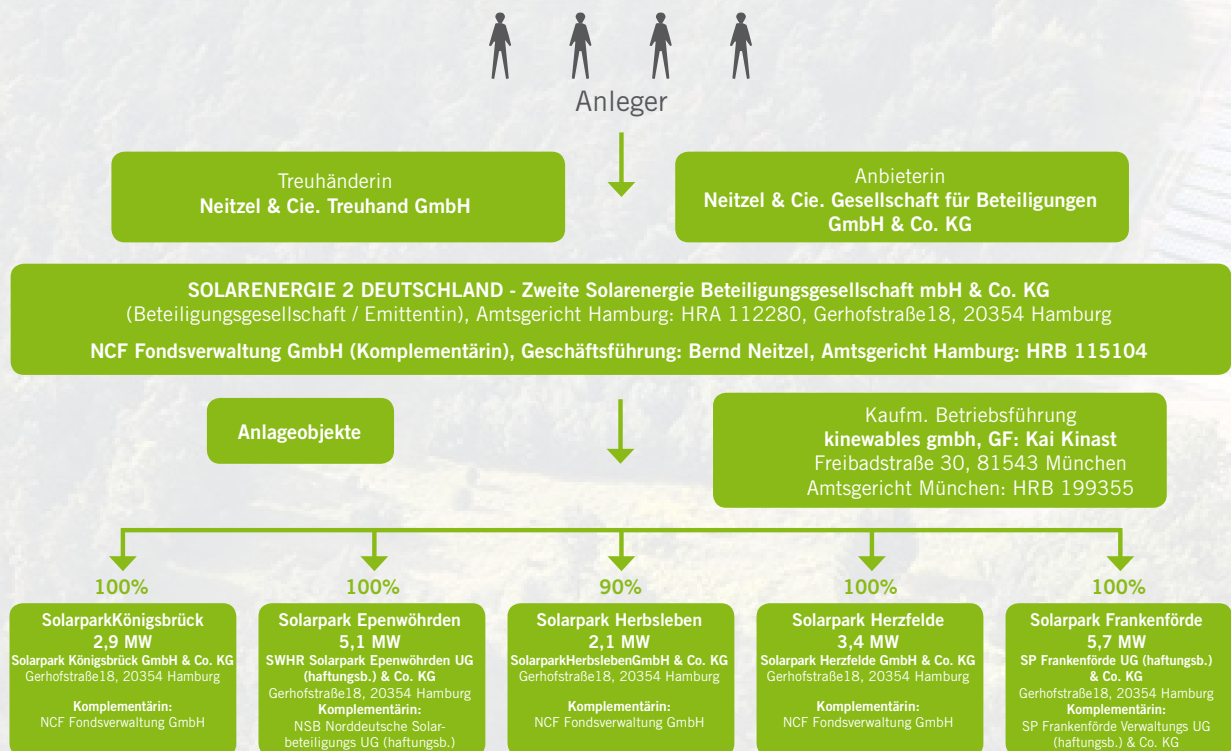 Anleger
Treuhänderin
Neitzel & Cie. Treuhand GmbH
Anbieterin
Neitzel & Cie. Gesellschaft für Beteiligungen
GmbH & Co. KG
SOLARENERGIE 2 DEUTSCHLAND - Zweite Solarenergie Beteiligungsgesellschaft mbH & Co. KG
(Beteiligungsgesellschaft / Emittentin), Amtsgericht Hamburg: HRA 112280, Gerhofstraße18, 20354 Hamburg
NCF Fondsverwaltung GmbH (Komplementärin), Geschäftsführung: Bernd Neitzel, Amtsgericht Hamburg: HRB 115104
Anlageobjekte
Kaufm. Betriebsführung
kinewables gmbh, GF: Kai Kinast
Freibadstraße 30, 81543 München
Amtsgericht München: HRB 199355
100%
SolarparkKönigsbrück
2,9 MW
Solarpark Königsbrück GmbH & Co. KG
Gerhofstraße18, 20354 Hamburg
Komplementärin:
NCF Fondsverwaltung GmbH
100%
Solarpark Epenwöhrden
5,1 MW
SWHR Solarpark Epenwöhrden UG
(haftungsb.) & Co. KG
Gerhofstraße18, 20354 Hamburg
Komplementärin:
NSB Norddeutsche Solar-
beteiligungs UG (haftungsb.)
90%
Solarpark Herbsleben
2,1 MW
SolarparkHerbslebenGmbH & Co. KG
Gerhofstraße18, 20354 Hamburg
Komplementärin:
NCF Fondsverwaltung GmbH
100%
Solarpark Herzfelde
3,4 MW
Solarpark Herzfelde GmbH & Co. KG
Gerhofstraße18, 20354 Hamburg
Komplementärin:
NCF Fondsverwaltung GmbH
100%
Solarpark Frankenförde
5,7 MW
SP Frankenförde UG (haftungsb.)
& Co. KG
Gerhofstraße18, 20354 Hamburg
Komplementärin:
SP Frankenförde Verwaltungs UG
(haftungsb.) & Co. KG